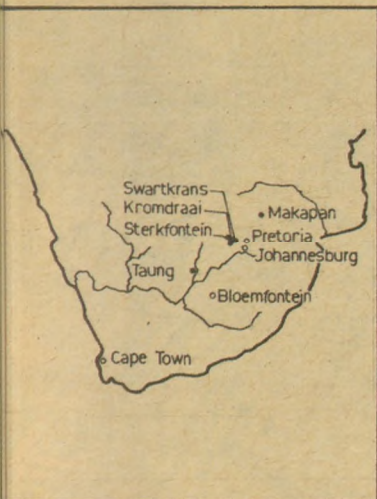 Swartkrans
Kromdraai
Makapan
Sterkfontein
Pretoria
Johannesburg
Taung
Bloemfontein
Cape Town